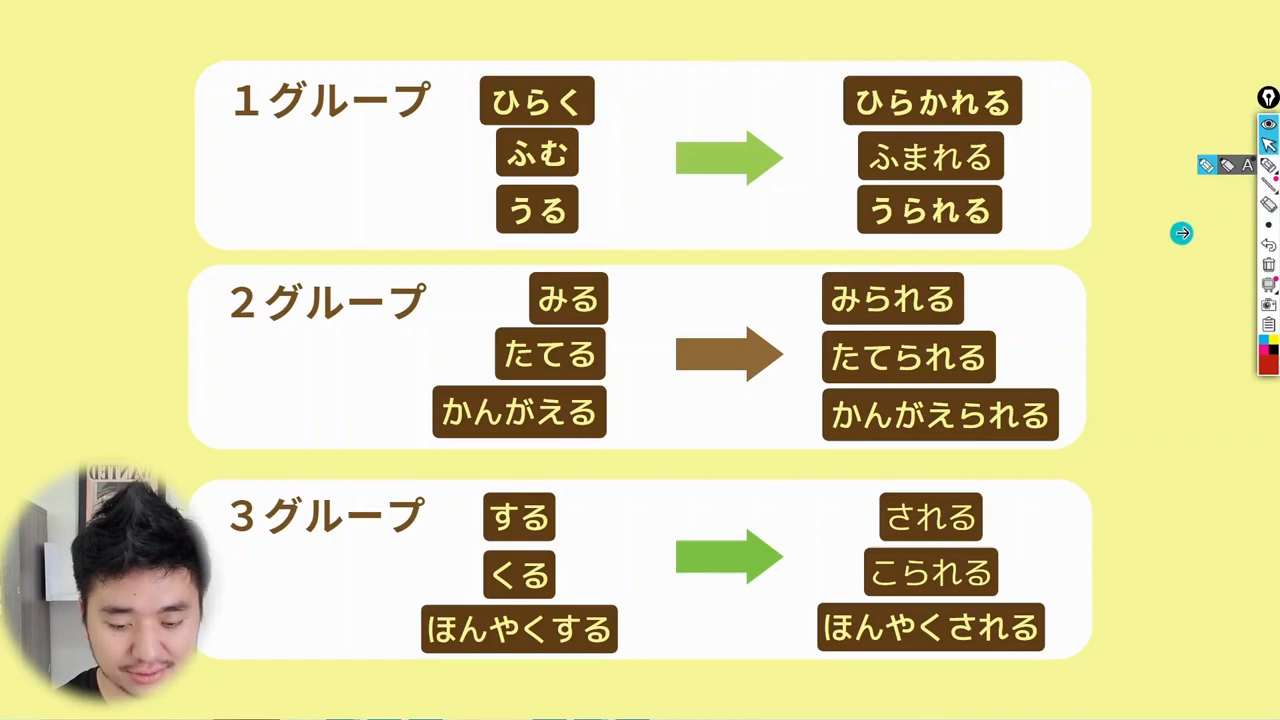 1グループ
ひらく
ふむ
うる
ひらかれる
ふまれる
うられる
2グループ
みる
たてる
かんがえる
みられる
たてられる
かんがえられる
3グループ
する
くる
ほんやくする
される
こられる
ほんやくされる
WANTED
A